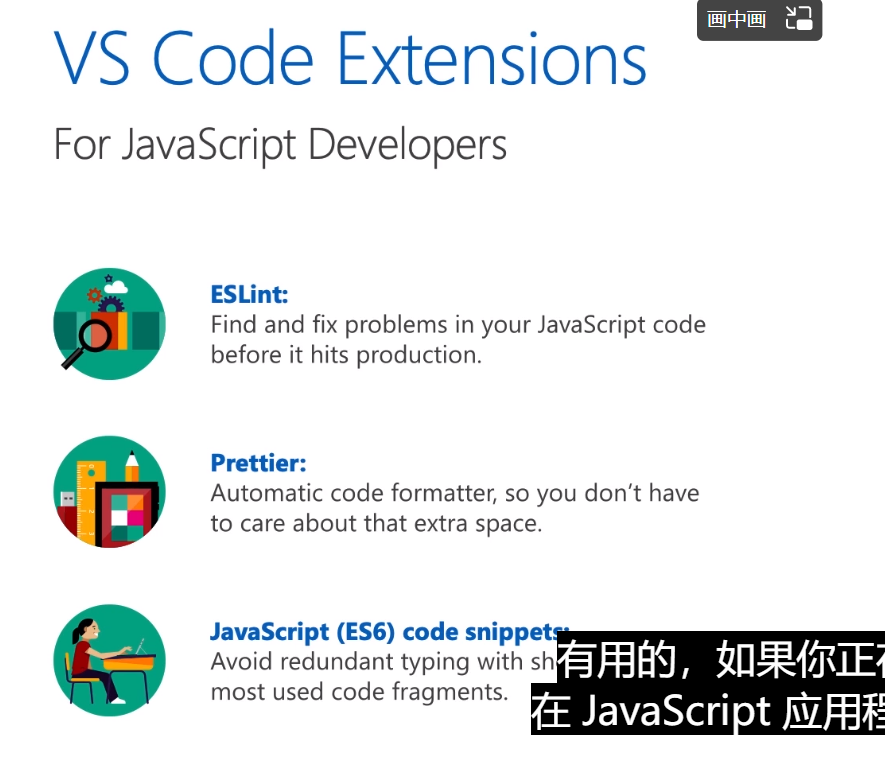 画中画
VS Code Extensions
For JavaScript Developers
ESLint:
Find and fix problems in your JavaScript code
before it hits production.
Prettier:
Automatic code formatter, so you don’t have
to care about that extra space.
JavaScript (ES6) code snippets:
Avoid redundant typing with sh
most used code fragments.
有用的，如果你正在
在 JavaScript 应用程